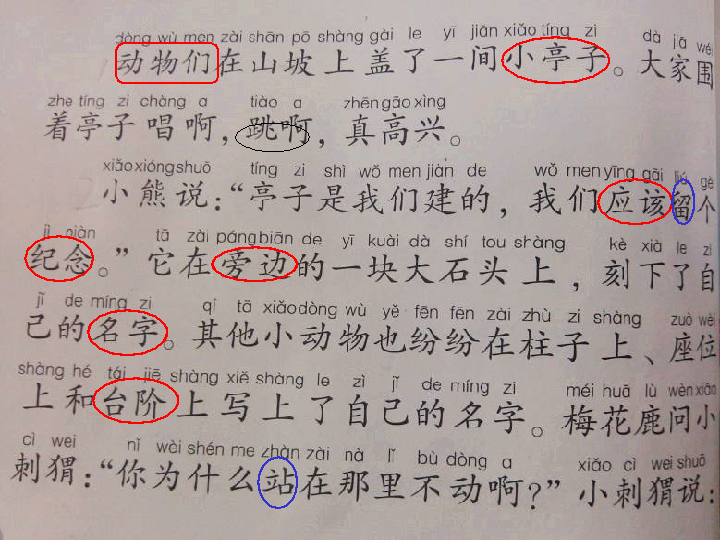 dòng wù men zài shān pō shàng gài le yī jiān xiǎo tíng zi dà jā wéi
动物们在山坡上盖了一间小亭子。大家围
zhe tíng zi chàng a tiào a zhēn gāo xìng
着亭子唱啊，跳啊，真高兴。
xiǎo xióng shuō tíng zi shì wǒ men jiàn de wǒ men yīng gāi liú gè
小熊说：“亭子是我们建的，我们应该留个
jì niàn tā zài páng biān de yī kuài dà shí tou shàng kè xià le zì
纪念。”它在旁边的一块大石头上，刻下了自
jǐ de míng zi qí tā xiǎo dòng wù yě fēn fēn zài zhù zi shàng zuò wèi
己的名字。其他小动物也纷纷在柱子上、座位
shàng hé tái jiē shàng xiě shàng le zì jǐ de míng zi méi huā lù wèn xiǎo
上和台阶上写上了自己的名字。梅花鹿问小
cì wei nǐ wèi shén me zhàn zài nà lǐ bù dòng a xiǎo cì wei shuō
刺猬：“你为什么站在那里不动啊？”小刺猬说：